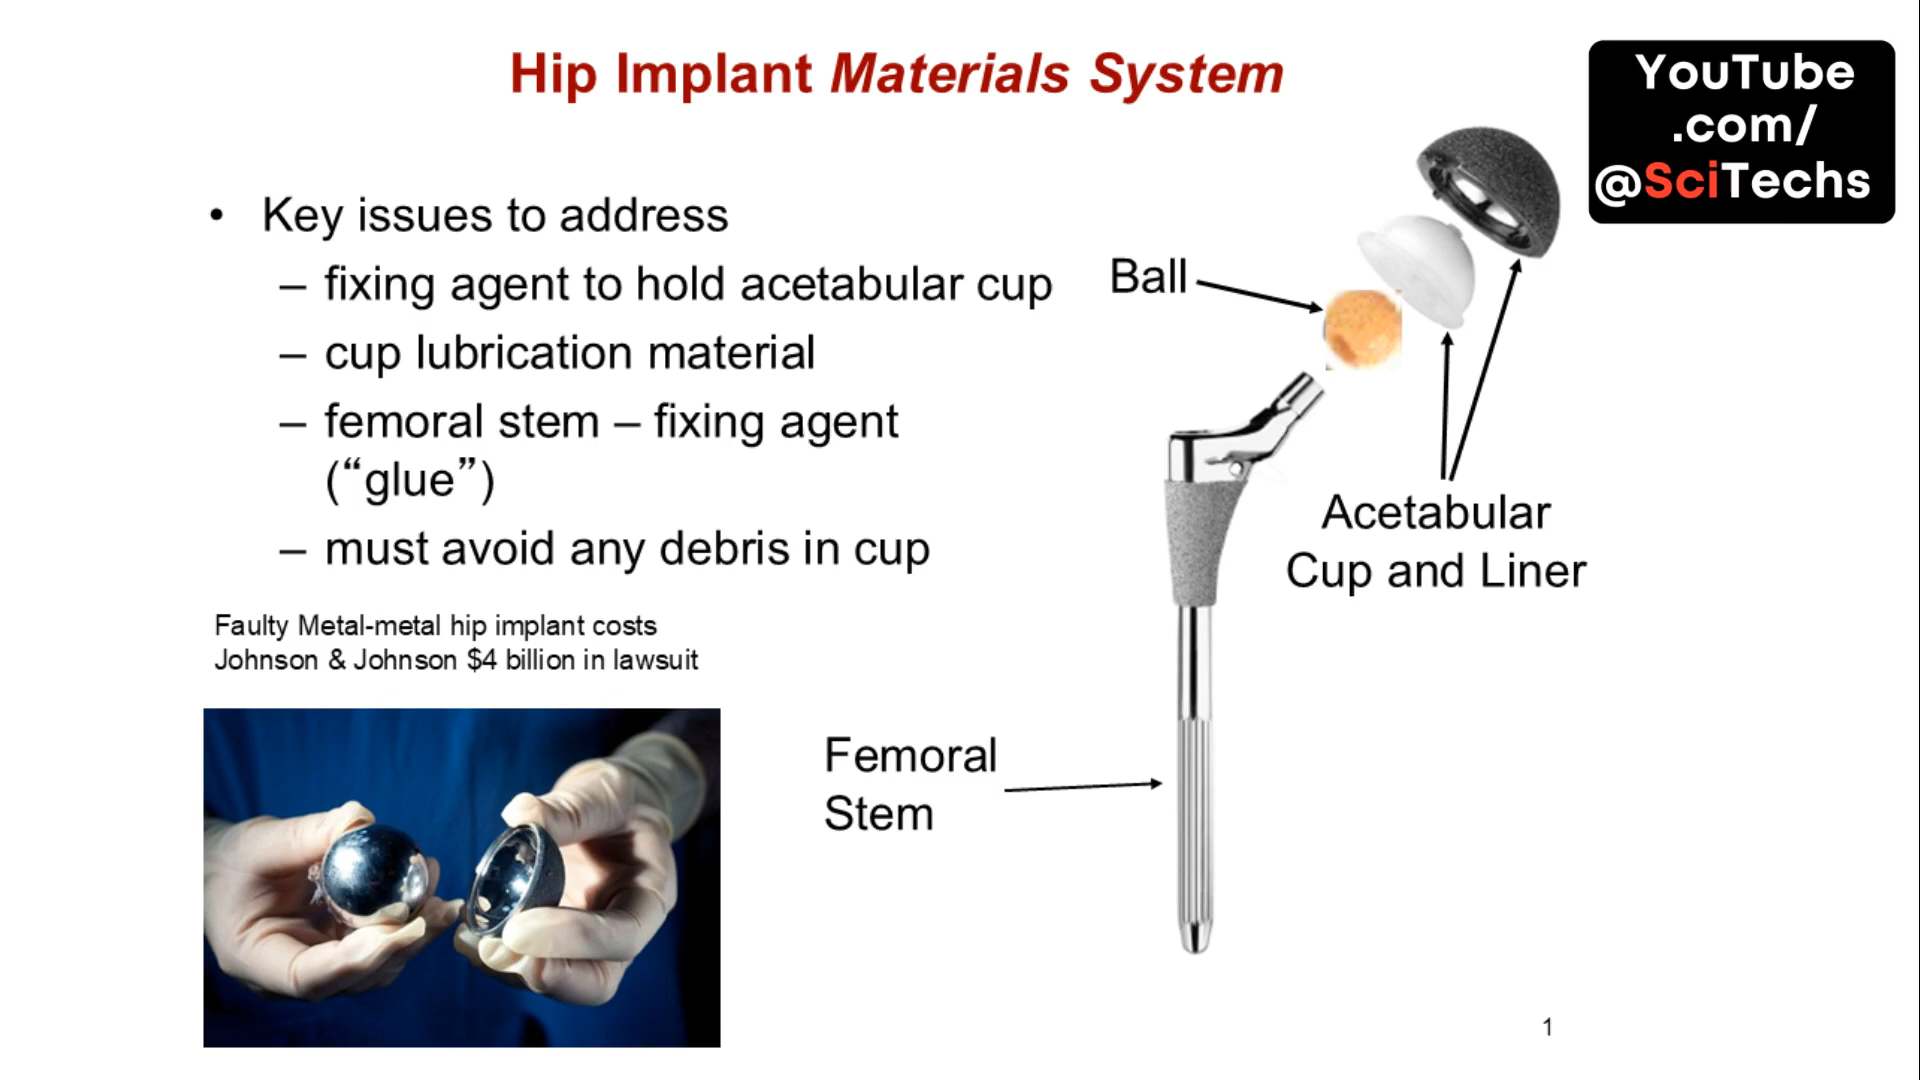 Hip Implant Materials System
YouTube
.com/
@SciTechs
• Key issues to address
– fixing agent to hold acetabular cup
– cup lubrication material
– femoral stem – fixing agent
(“glue”)
– must avoid any debris in cup
Faulty Metal-metal hip implant costs
Johnson & Johnson $4 billion in lawsuit
Ball
Acetabular
Cup and Liner
Femoral
Stem
1